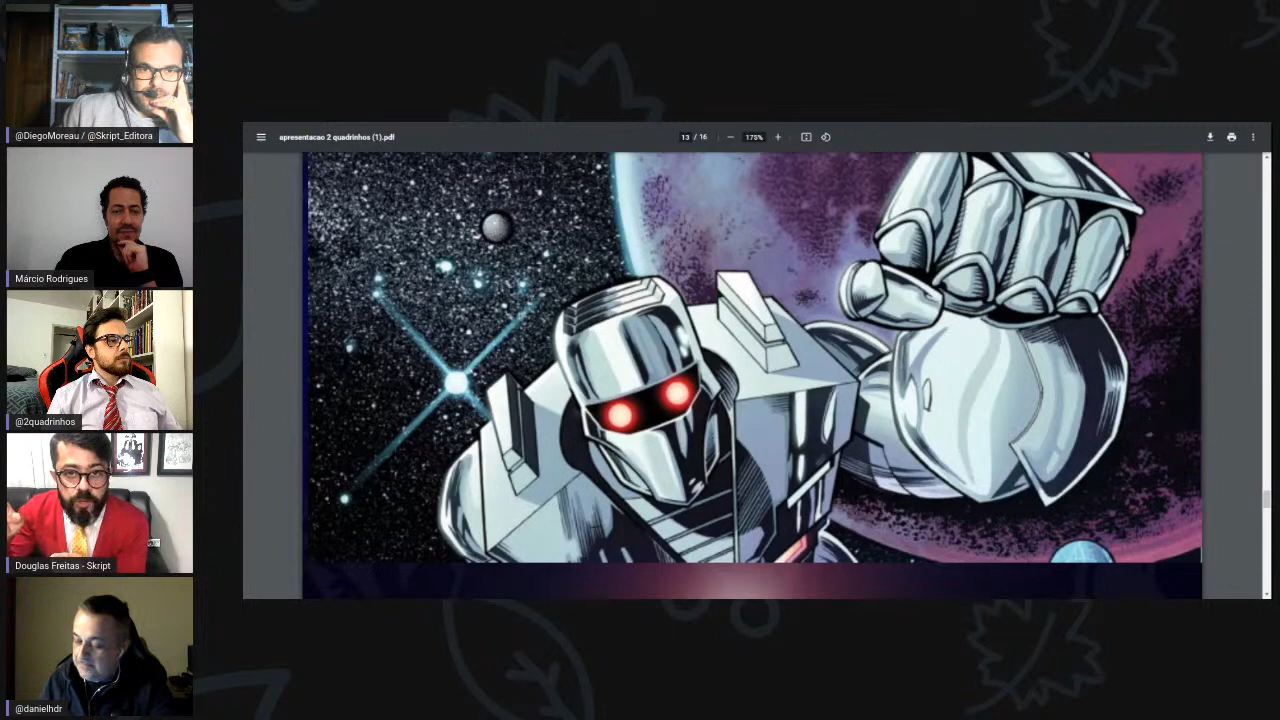 @DiegoMoreau / @Skript_Editora
Márcio Rodrigues
@2quadrinhos
Douglas Freitas - Skript
@danielhdr
apresentacao 2 quadrinhos (1).pdf
13 / 16
175%